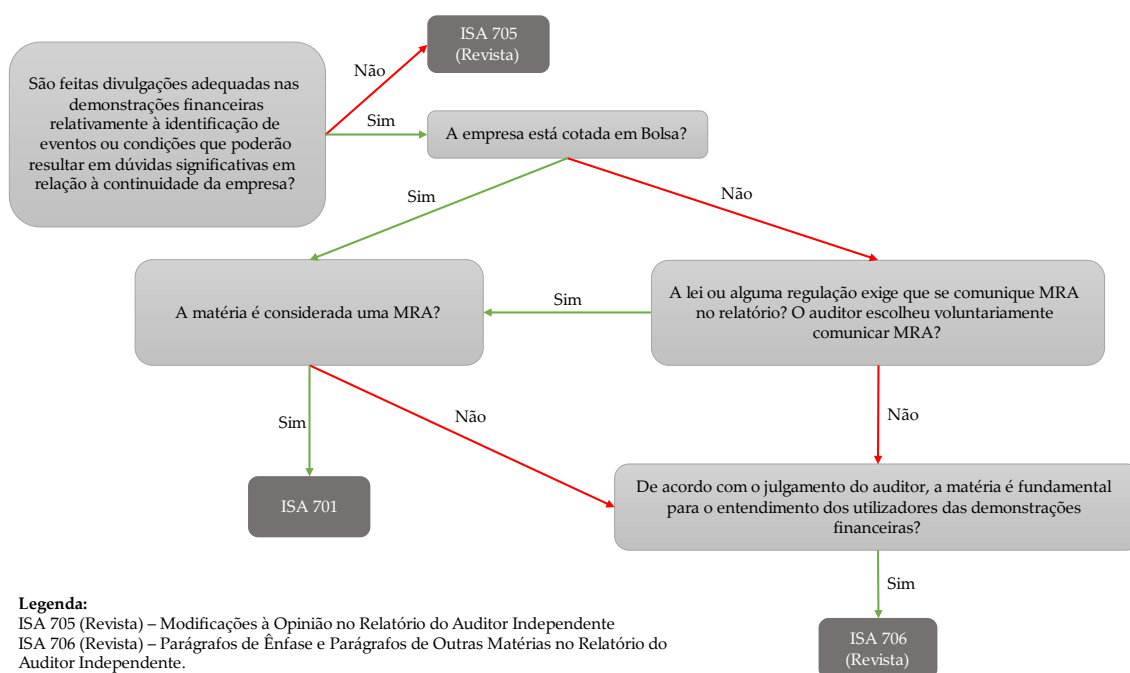 ISA 705
(Revista)
Não
São feitas divulgações adequadas nas
demonstrações financeiras
relativamente à identificação de
eventos ou condições que poderão
resultar em dúvidas significativas em
relação à continuidade da empresa?
Sim
A empresa está cotada em Bolsa?
Sim
Não
A matéria é considerada uma MRA?
Sim
A lei ou alguma regulação exige que se comunique MRA
no relatório? O auditor escolheu voluntariamente
comunicar MRA?
Sim
Não
Não
ISA 701
De acordo com o julgamento do auditor, a matéria é fundamental
para o entendimento dos utilizadores das demonstrações
financeiras?
Sim
ISA 706
(Revista)
Legenda:
ISA 705 (Revista) – Modificações à Opinião no Relatório do Auditor Independente
ISA 706 (Revista) – Parágrafos de Ênfase e Parágrafos de Outras Matérias no Relatório do
Auditor Independente.